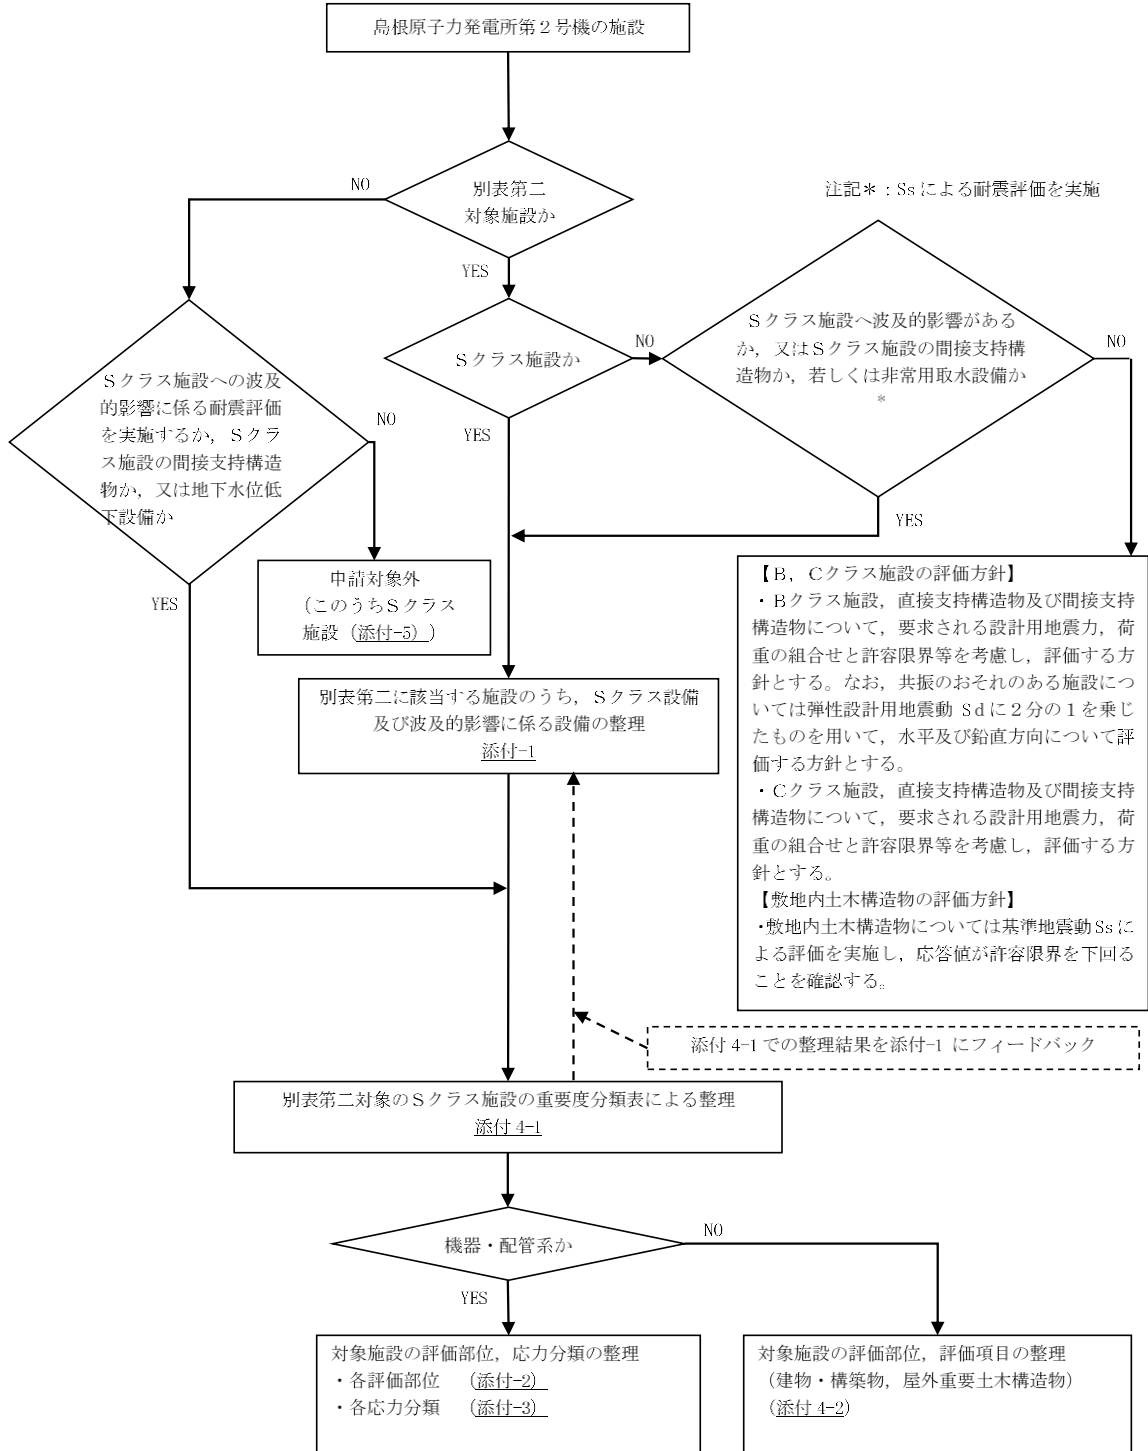 島根原子力発電所第２号機の施設
別表第二
対象施設か
NO
YES
注記＊：Ss による耐震評価を実施
Ｓクラス施設か
NO
YES
Ｓクラス施設へ波及的影響がある
か，又はＳクラス施設の間接支持構
造物か，若しくは非常用取水設備か
＊
NO
YES
Ｓクラス施設への波及
的影響に係る耐震評価
を実施するか，Ｓクラ
ス施設の間接支持構造
物か，又は地下水位低
下設備か
NO
YES
申請対象外
（このうちＳクラス
施設（添付-5））
【Ｂ，Ｃクラス施設の評価方針】
・Ｂクラス施設，直接支持構造物及び間接支持
構造物について，要求される設計用地震力，荷
重の組合せと許容限界等を考慮し，評価する方
針とする。なお，共振のおそれのある施設につ
いては弾性設計用地震動 Sd に２分の１を乗じ
たものを用いて，水平及び鉛直方向について評
価する方針とする。
・Ｃクラス施設，直接支持構造物及び間接支持
構造物について，要求される設計用地震力，荷
重の組合せと許容限界等を考慮し，評価する方
針とする。
【敷地内土木構造物の評価方針】
・敷地内土木構造物については基準地震動 Ss に
よる評価を実施し，応答値が許容限界を下回る
ことを確認する。
別表第二に該当する施設のうち，Ｓクラス設備
及び波及的影響に係る設備の整理
添付-1
添付 4-1 での整理結果を添付-1 にフィードバック
別表第二対象のＳクラス施設の重要度分類表による整理
添付 4-1
機器・配管系か
NO
YES
対象施設の評価部位，応力分類の整理
・各評価部位　（添付-2）
・各応力分類　（添付-3）
対象施設の評価部位，評価項目の整理
（建物・構築物，屋外重要土木構造物）
（添付 4-2）